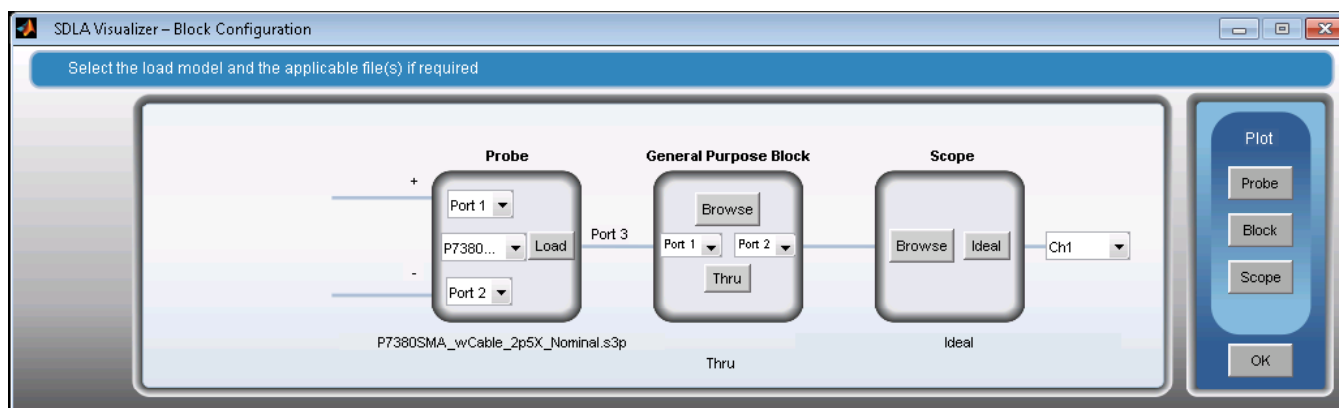 SDLA Visualizer – Block Configuration
Select the load model and the applicable file(s) if required
Probe
General Purpose Block
Scope
Plot
+
Port 1
Browse
Probe
P7380...
Load
Port 3
Port 1
Port 2
Browse
Ideal
Ch1
Block
-
Thru
Scope
Port 2
P7380SMA_wCable_2p5X_Nominal.s3p
Ideal
Thru
OK